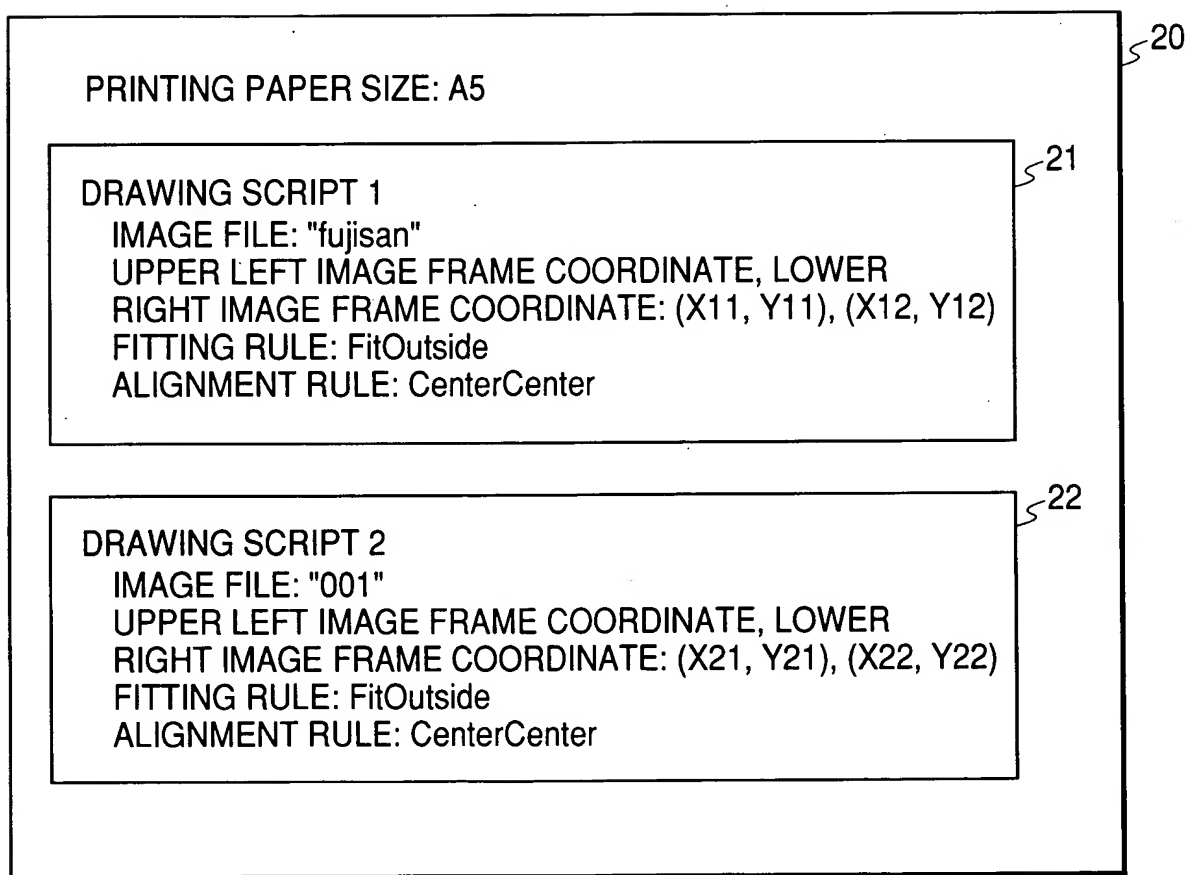 20
PRINTING PAPER SIZE: A5
21
DRAWING SCRIPT 1
IMAGE FILE: "fujisan"
UPPER LEFT IMAGE FRAME COORDINATE, LOWER
RIGHT IMAGE FRAME COORDINATE: (X11, Y11), (X12, Y12)
FITTING RULE: FitOutside
ALIGNMENT RULE: CenterCenter
22
DRAWING SCRIPT 2
IMAGE FILE: "001"
UPPER LEFT IMAGE FRAME COORDINATE, LOWER
RIGHT IMAGE FRAME COORDINATE: (X21, Y21), (X22, Y22)
FITTING RULE: FitOutside
ALIGNMENT RULE: CenterCenter